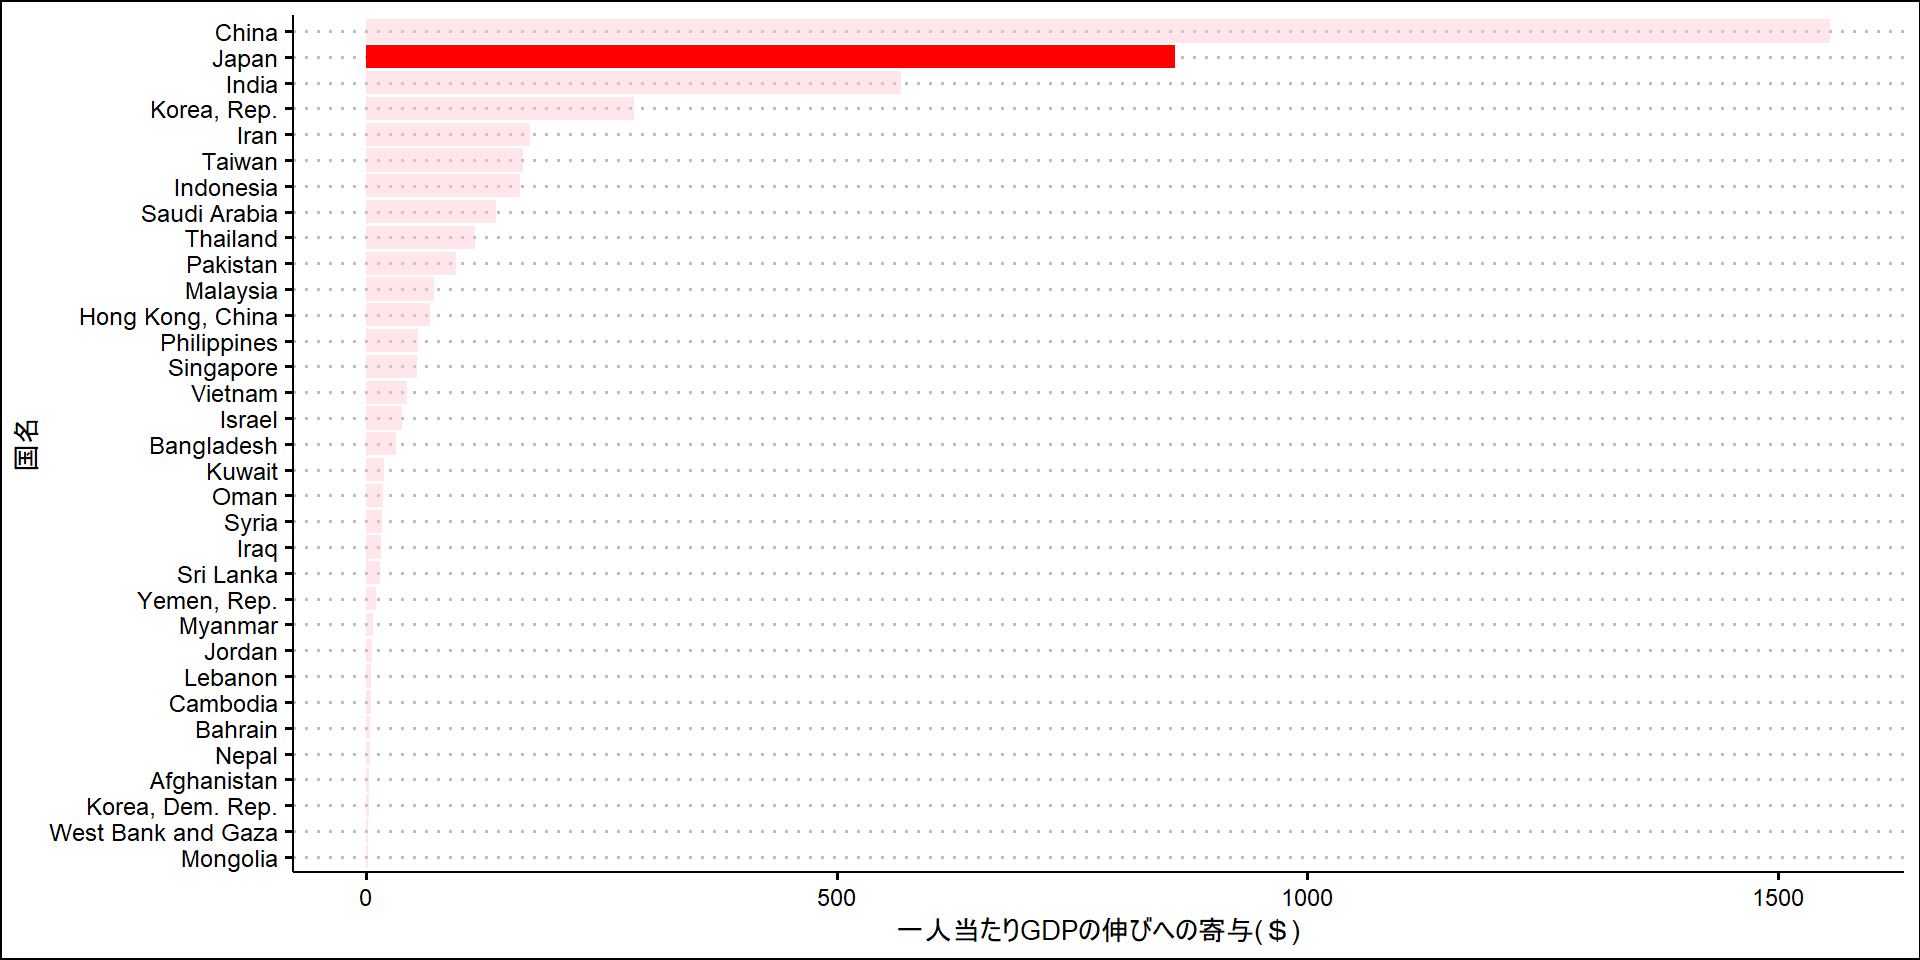 China
Japan
India
Korea, Rep.
Iran
Taiwan
Indonesia
Saudi Arabia
Thailand
Pakistan
Malaysia
Hong Kong, China
Philippines
Singapore
Vietnam
Israel
Bangladesh
Kuwait
Oman
Syria
Iraq
Sri Lanka
Yemen, Rep.
Myanmar
Jordan
Lebanon
Cambodia
Bahrain
Nepal
Afghanistan
Korea, Dem. Rep.
West Bank and Gaza
Mongolia
国名
0 500 1000 1500
一人当たりGDPの伸びへの寄与(＄)